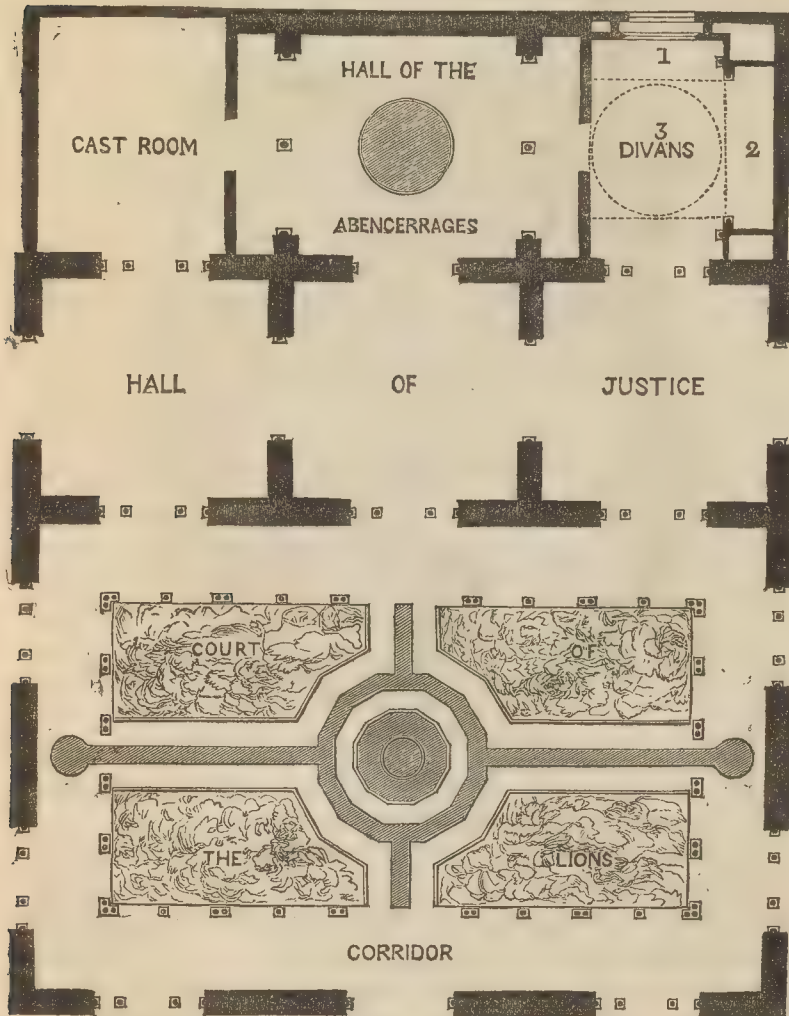 HALL OF THE
1
CAST ROOM
3
DIVANS
2
ABENCERRAGES
HALL OF JUSTICE
COURT OF
THE LIONS
CORRIDOR